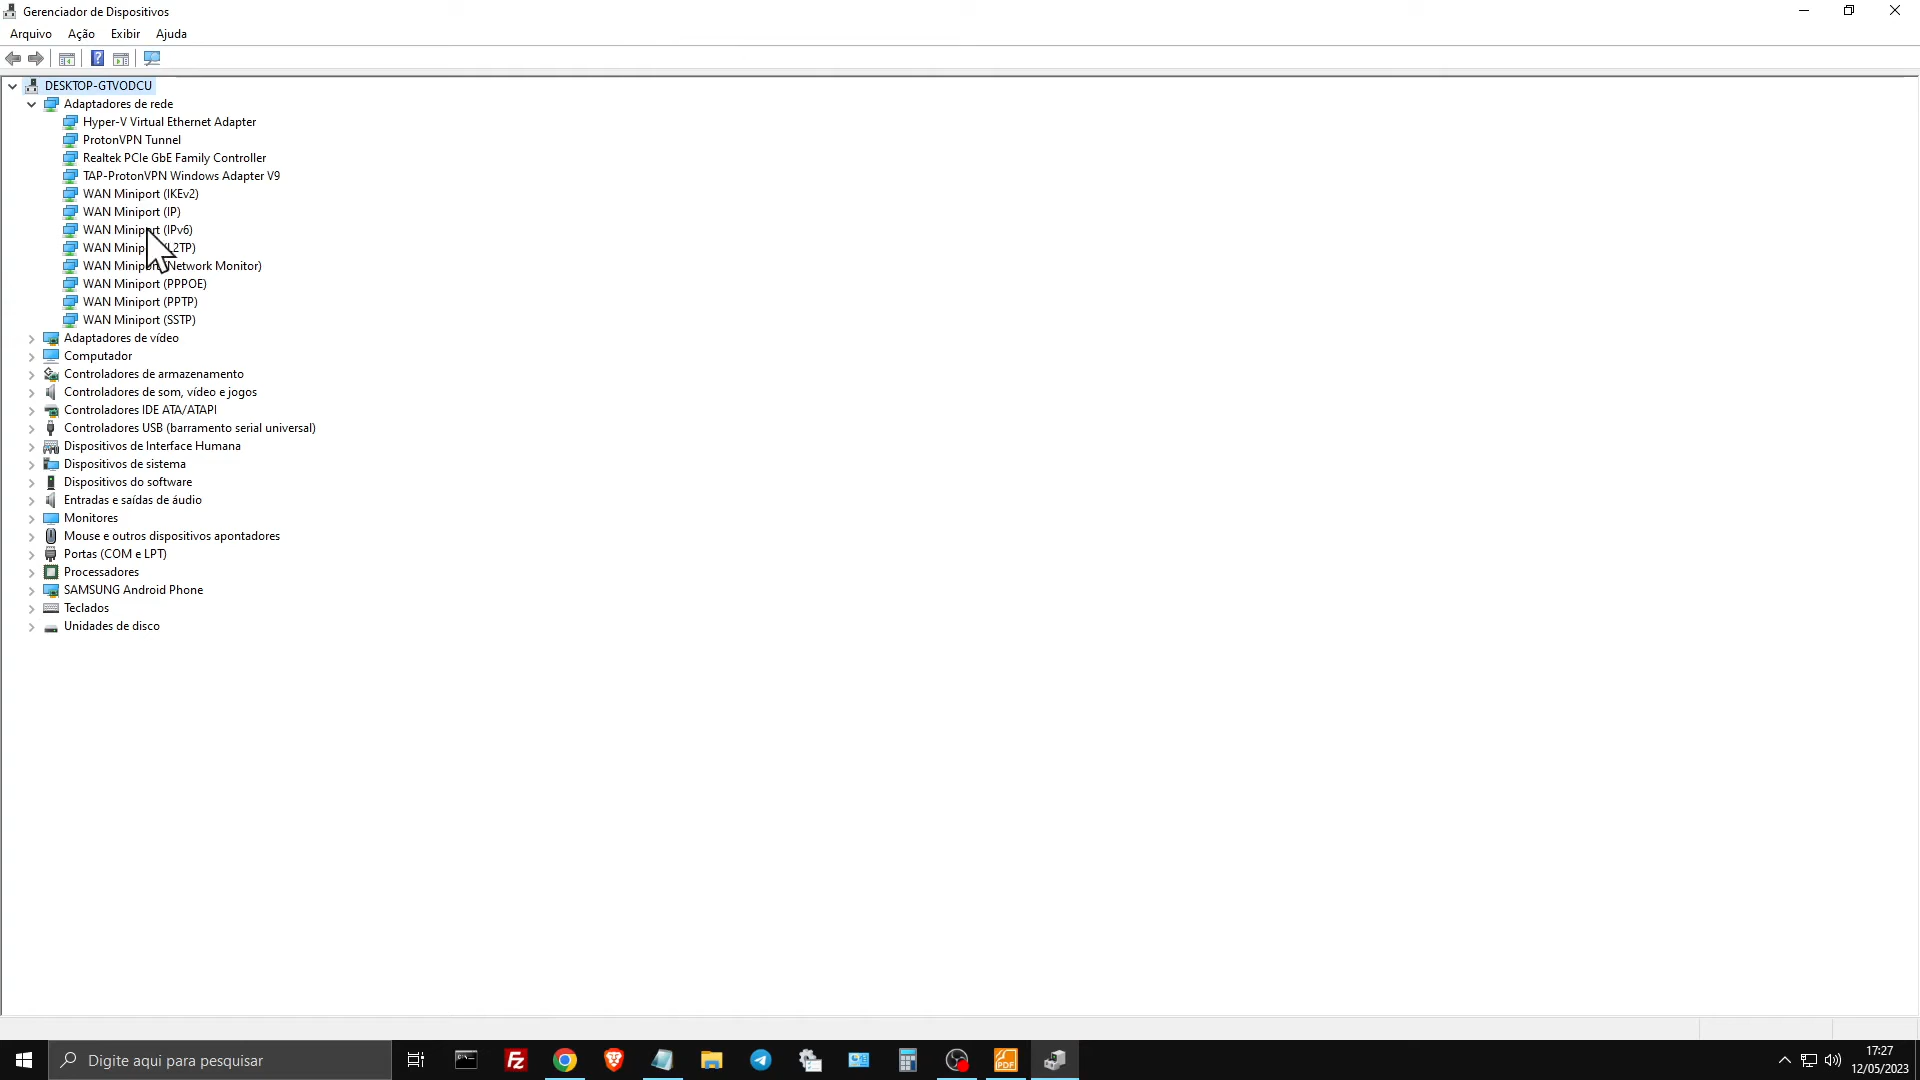 Gerenciador de Dispositivos
Arquivo Ação Exibir Ajuda
DESKTOP-GTVODCU
Adaptadores de rede
Hyper-V Virtual Ethernet Adapter
ProtonVPN Tunnel
Realtek PCIe GbE Family Controller
TAP-ProtonVPN Windows Adapter V9
WAN Miniport (IKEv2)
WAN Miniport (IP)
WAN Miniport (IPv6)
WAN Minip L2TP)
WAN Miniport (Network Monitor)
WAN Miniport (PPPOE)
WAN Miniport (PPTP)
WAN Miniport (SSTP)
Adaptadores de vídeo
Computador
Controladores de armazenamento
Controladores de som, vídeo e jogos
Controladores IDE ATA/ATAPI
Controladores USB (barramento serial universal)
Dispositivos de Interface Humana
Dispositivos de sistema
Dispositivos do software
Entradas e saídas de áudio
Monitores
Mouse e outros dispositivos apontadores
Portas (COM e LPT)
Processadores
SAMSUNG Android Phone
Teclados
Unidades de disco
Digite aqui para pesquisar
17:27
12/05/2023